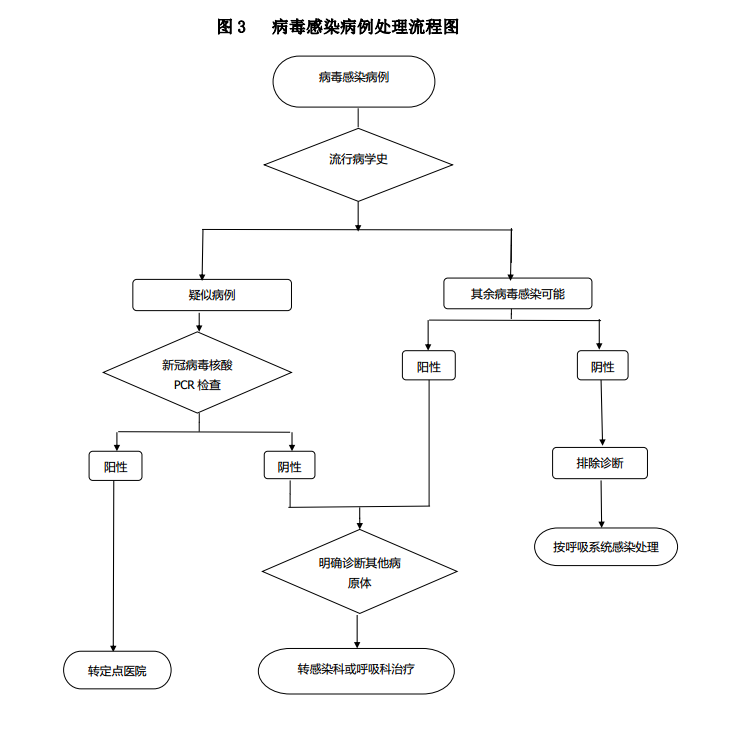 图 3 病毒感染病例处理流程图
病毒感染病例
流行病学史
疑似病例
其余病毒感染可能
新冠病毒核酸
PCR 检查
阳性
阴性
阳性
阴性
排除诊断
按呼吸系统感染处理
明确诊断其他病
原体
转定点医院
转感染科或呼吸科治疗